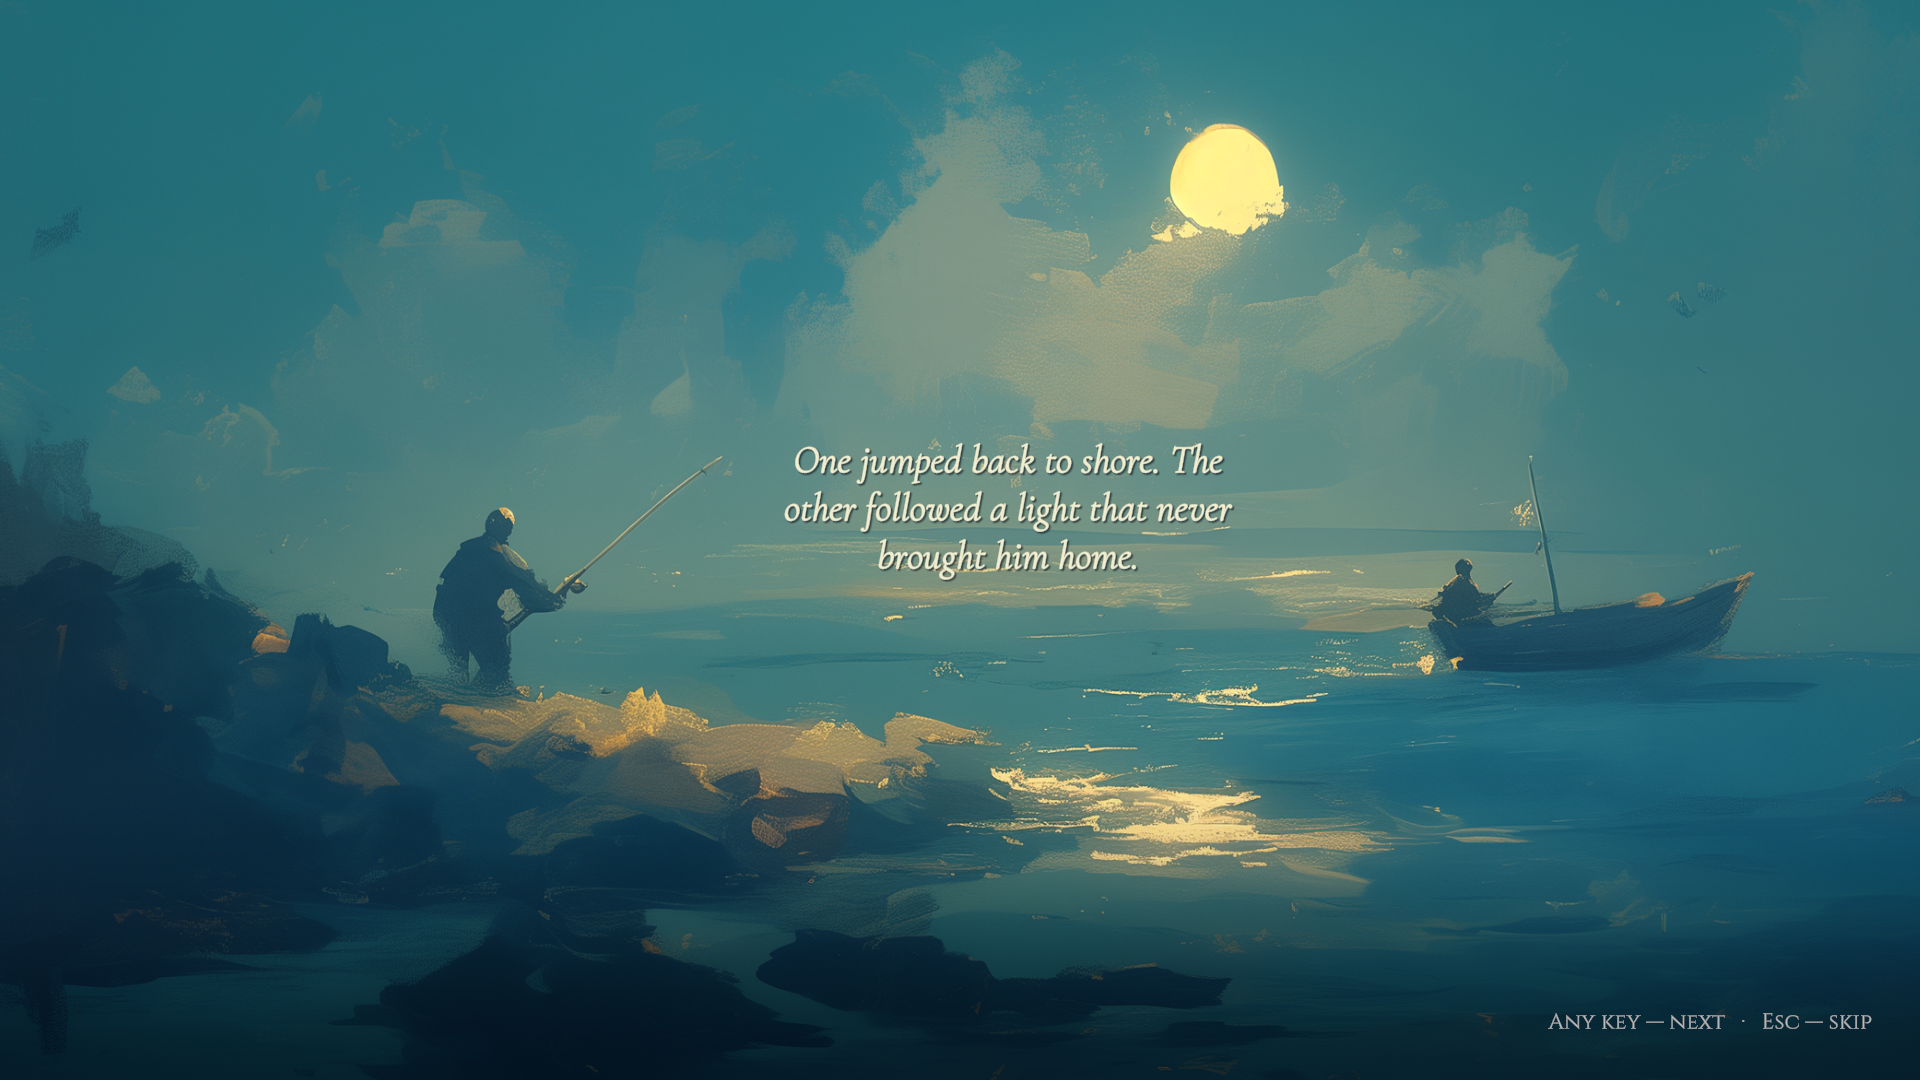 One jumped back to shore. The
other followed a light that never
brought him home.
Any key — next · Esc — skip